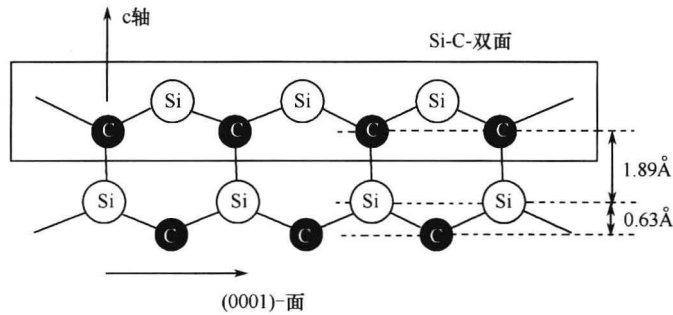 c轴
Si-C-双面
Si Si Si
C C C C
1.89Å
Si Si Si Si
0.63Å
C C C
(0001)-面